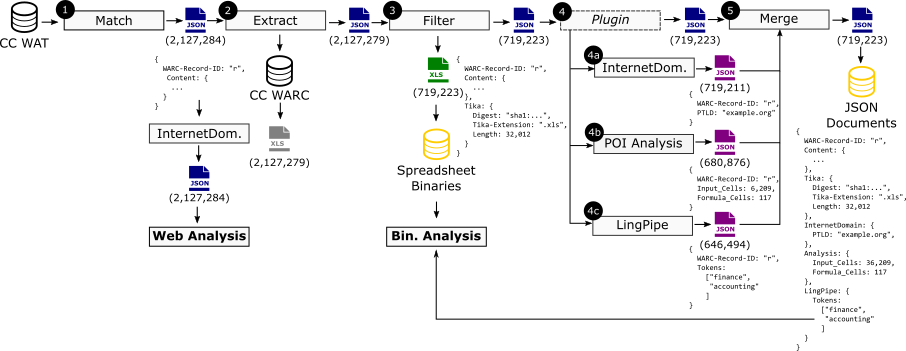 CC WAT
1
Match
JSON
(2,127,284)
{
WARC-Record-ID: "r",
Content: {
...
}
}
InternetDom.
JSON
(2,127,284)
Web Analysis
2
Extract
CC WARC
XLS
(2,127,279)
JSON
(2,127,279)
3
Filter
XLS
(719,223)
Spreadsheet
Binaries
Bin. Analysis
JSON
(719,223)
{
WARC-Record-ID: "r",
Content: {
...
},
Tika: {
Digest: "sha1:...",
Tika-Extension: ".xls",
Length: 32,012
}
}
4
Plugin
JSON
(719,223)
4a
InternetDom.
JSON
(719,211)
{
WARC-Record-ID: "r",
PTLD: "example.org"
}
4b
POI Analysis
JSON
(680,876)
{
WARC-Record-ID: "r",
Input_Cells: 6,209,
Formula_Cells: 117
}
4c
LingPipe
JSON
(646,494)
{
WARC-Record-ID: "r",
Tokens:
["finance",
"accounting"
]
}
5
Merge
JSON
(719,223)
JSON
Documents
{
WARC-Record-ID: "r",
Content: {
...
},
Tika: {
Digest: "sha1:...",
Tika-Extension: ".xls",
Length: 32,012
},
InternetDomain: {
PTLD: "example.org",
},
Analysis: {
Input_Cells: 36,209,
Formula_Cells: 117
},
LingPipe: {
Tokens:
["finance",
"accounting"
]
}
}